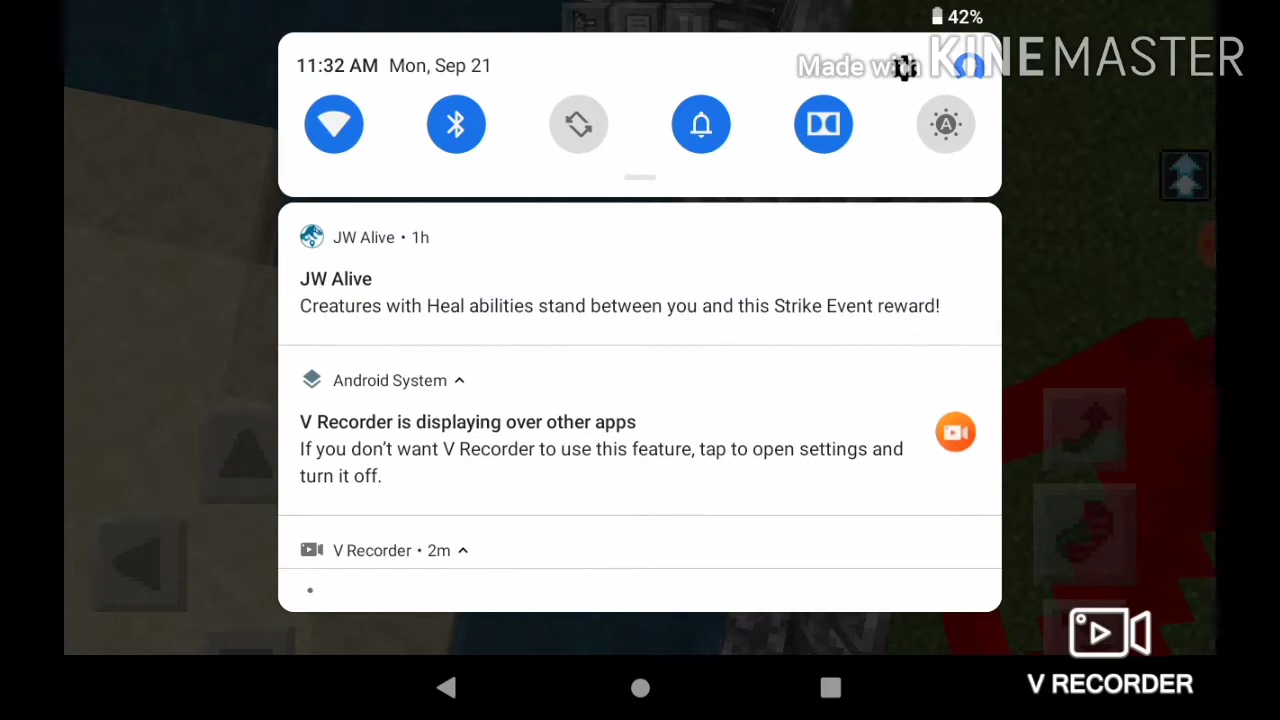 42%
11:32 AM Mon, Sep 21
Made with KINEMASTER
A
JW Alive • 1h
JW Alive
Creatures with Heal abilities stand between you and this Strike Event reward!
Android System
V Recorder is displaying over other apps
If you don’t want V Recorder to use this feature, tap to open settings and
turn it off.
V Recorder • 2m
V RECORDER